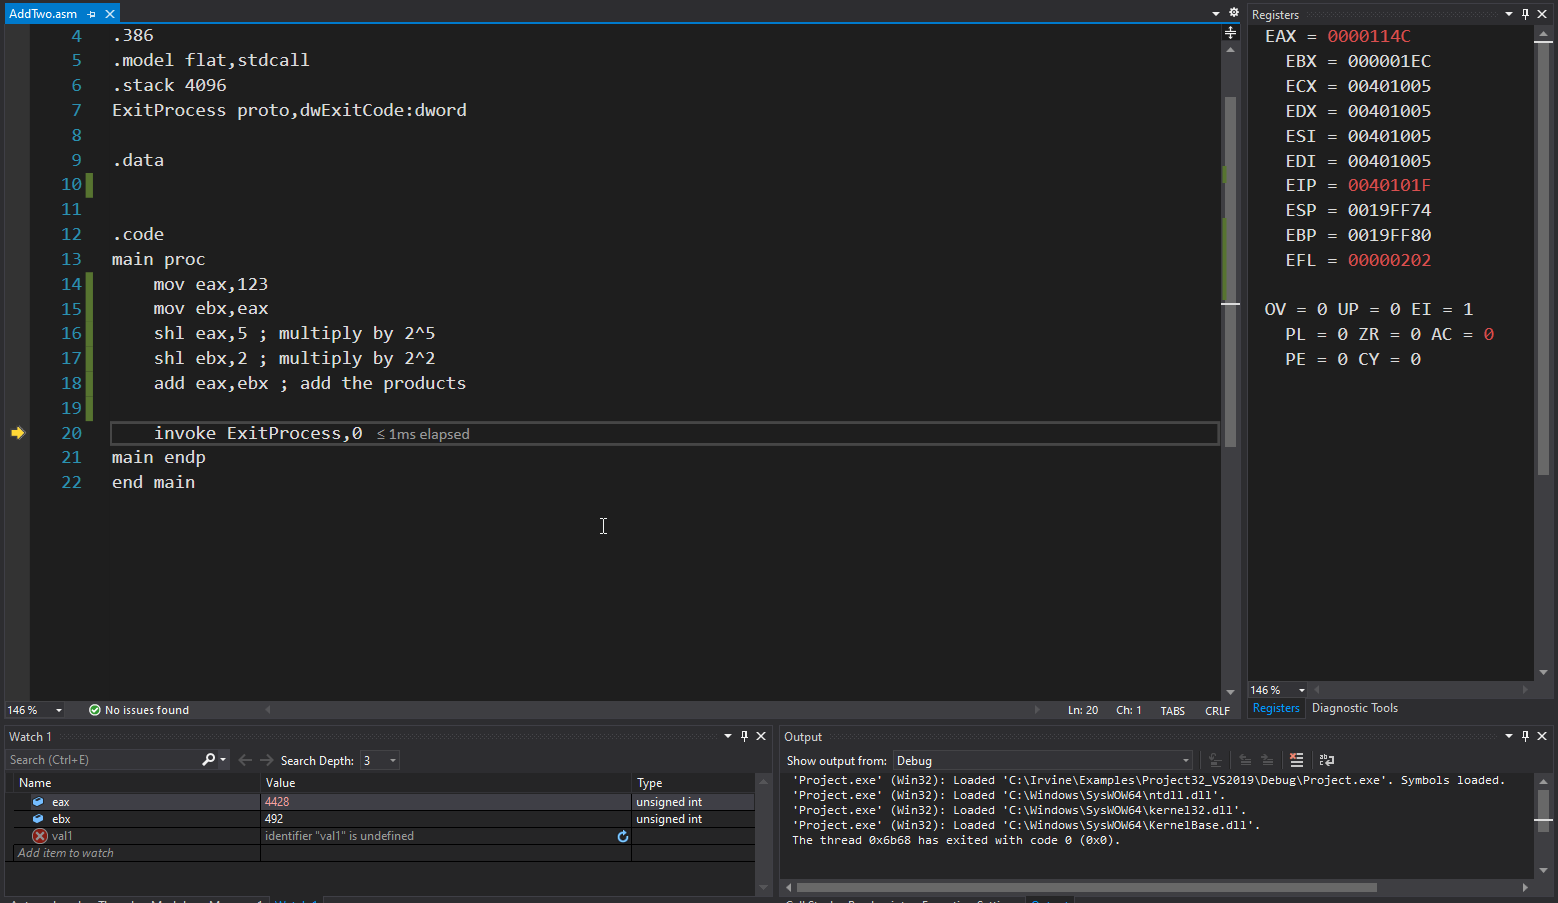 AddTwo.asm
4 .386
5 .model flat,stdcall
6 .stack 4096
7 ExitProcess proto,dwExitCode:dword
8
9 .data
10
11
12 .code
13 main proc
14 mov eax,123
15 mov ebx,eax
16 shl eax,5 ; multiply by 2^5
17 shl ebx,2 ; multiply by 2^2
18 add eax,ebx ; add the products
19
20 invoke ExitProcess,0 ≤ 1ms elapsed
21 main endp
22 end main
146 % No issues found Ln: 20 Ch: 1 TABS CRLF
Registers
EAX = 0000114C
EBX = 000001EC
ECX = 00401005
EDX = 00401005
ESI = 00401005
EDI = 00401005
EIP = 0040101F
ESP = 0019FF74
EBP = 0019FF80
EFL = 00000202
OV = 0 UP = 0 EI = 1
PL = 0 ZR = 0 AC = 0
PE = 0 CY = 0
146 %
Registers Diagnostic Tools
Watch 1
Search (Ctrl+E) Search Depth: 3
Name Value Type
eax 4428 unsigned int
ebx 492 unsigned int
val1 identifier "val1" is undefined
Add item to watch
Output
Show output from: Debug
'Project.exe' (Win32): Loaded 'C:\Irvine\Examples\Project32_VS2019\Debug\Project.exe'. Symbols loaded.
'Project.exe' (Win32): Loaded 'C:\Windows\SysWOW64\ntdll.dll'.
'Project.exe' (Win32): Loaded 'C:\Windows\SysWOW64\kernel32.dll'.
'Project.exe' (Win32): Loaded 'C:\Windows\SysWOW64\KernelBase.dll'.
The thread 0x6b68 has exited with code 0 (0x0).